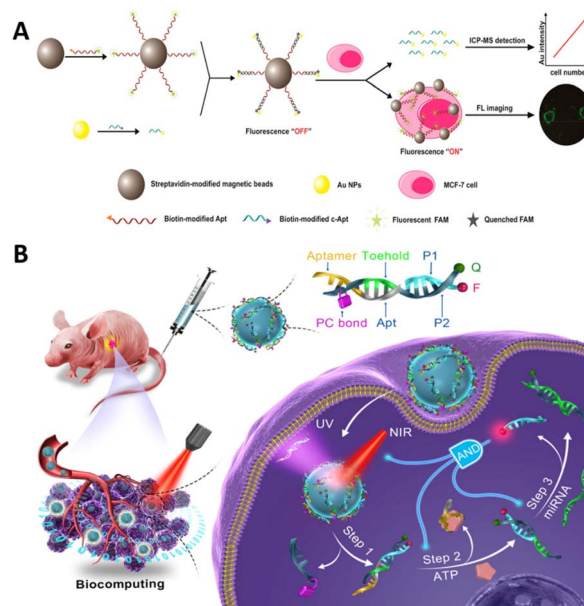 A
ICP-MS detection
Au intensity
cell number
Fluorescence "OFF"
FL imaging
Fluorescence "ON"
Streptavidin-modified magnetic beads
Au NPs
MCF-7 cell
Biotin-modified Apt
Biotin-modified c-Apt
Fluorescent FAM
Quenched FAM
B
Aptamer Toehold P1
Q
F
PC bond Apt P2
UV
NIR
AND
Step 1
Step 2
ATP
Step 3
miRNA
Biocomputing